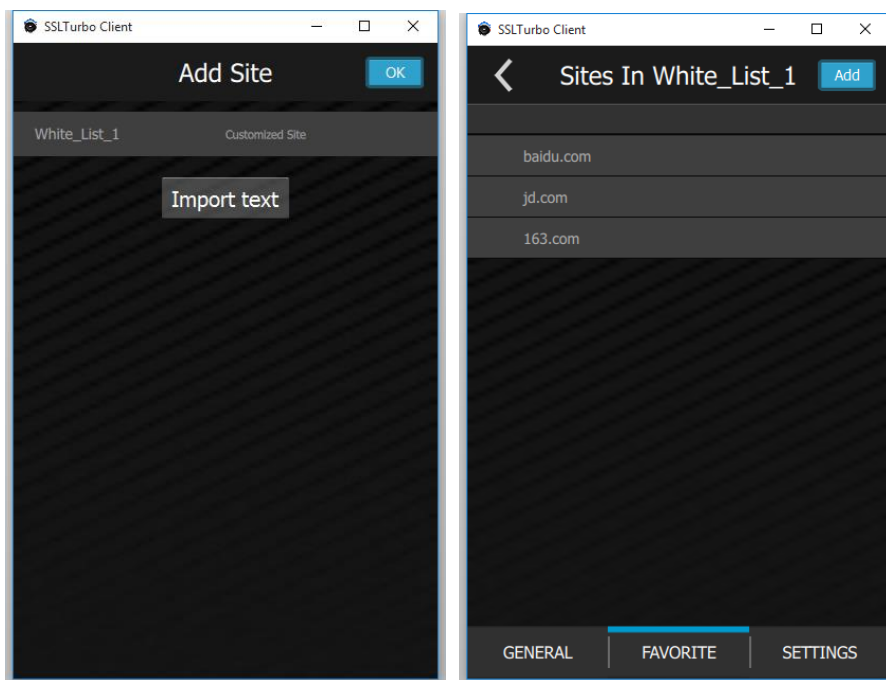 SSLTurbo Client
Add Site
OK
White_List_1
Customized Site
Import text
SSLTurbo Client
Sites In White_List_1
Add
baidu.com
jd.com
163.com
GENERAL
FAVORITE
SETTINGS